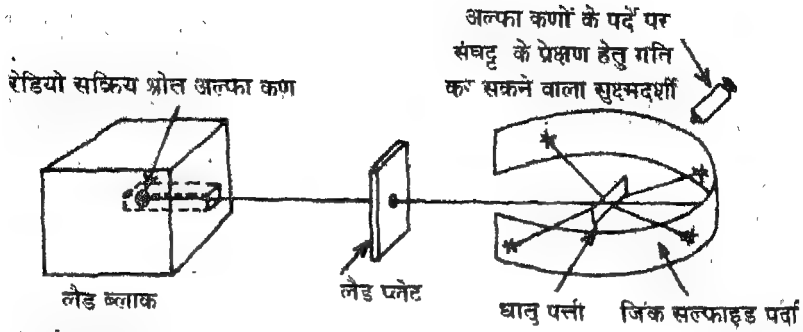 अल्फा कणों के पर्दे पर
संघट्ट के प्रेक्षण हेतु गति
कर सकने वाला सुक्ष्मदर्शी
रेडियो सक्रिय श्रोत अल्फा कण
लैड ब्लाक
लैड प्लेट
धातु पत्ती
जिंक सल्फाइड पर्दा